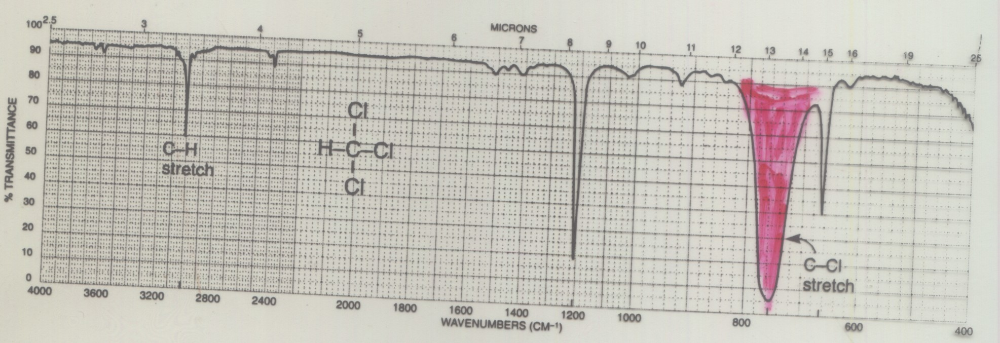 MICRONS
2.5 3 4 5 6 7 8 9 10 11 12 13 14 15 16 19 25
% TRANSMITTANCE
100
90
80
70
60
50
40
30
20
10
0
C–H
stretch
Cl
H–C–Cl
Cl
C–Cl
stretch
4000 3600 3200 2800 2400 2000 1800 1600 1400 1200 1000 800 600 400
WAVENUMBERS (CM⁻¹)